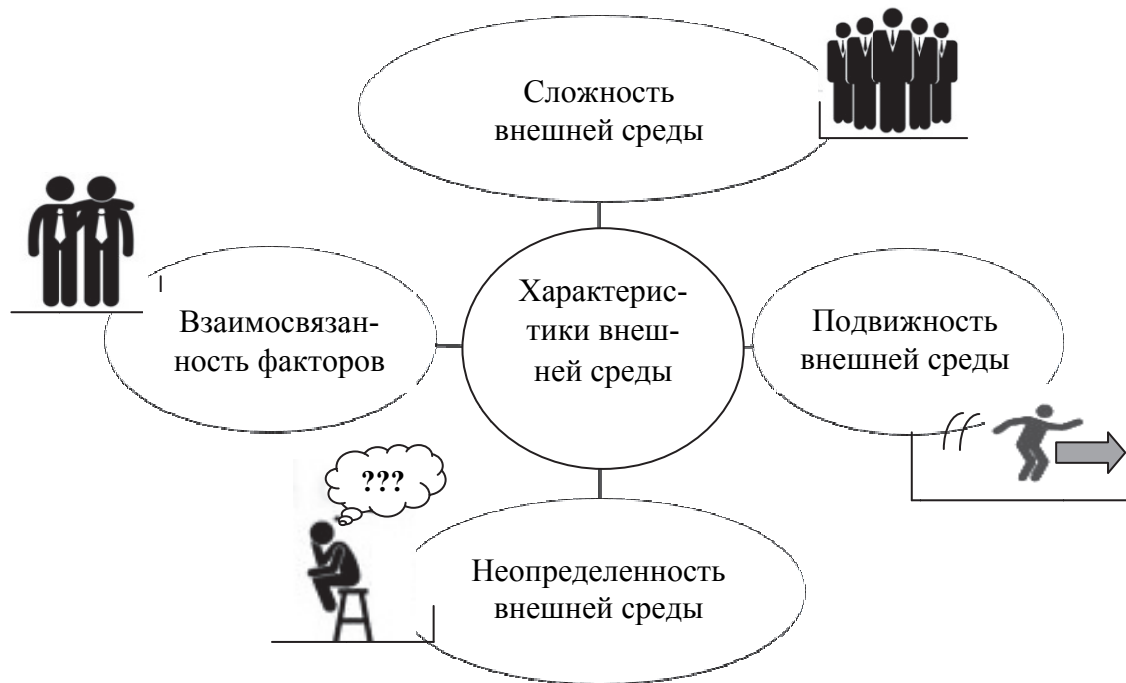 Сложность
внешней среды
Взаимосвязан-
ность факторов
Характерис-
тики внеш-
ней среды
Подвижность
внешней среды
???
Неопределенность
внешней среды